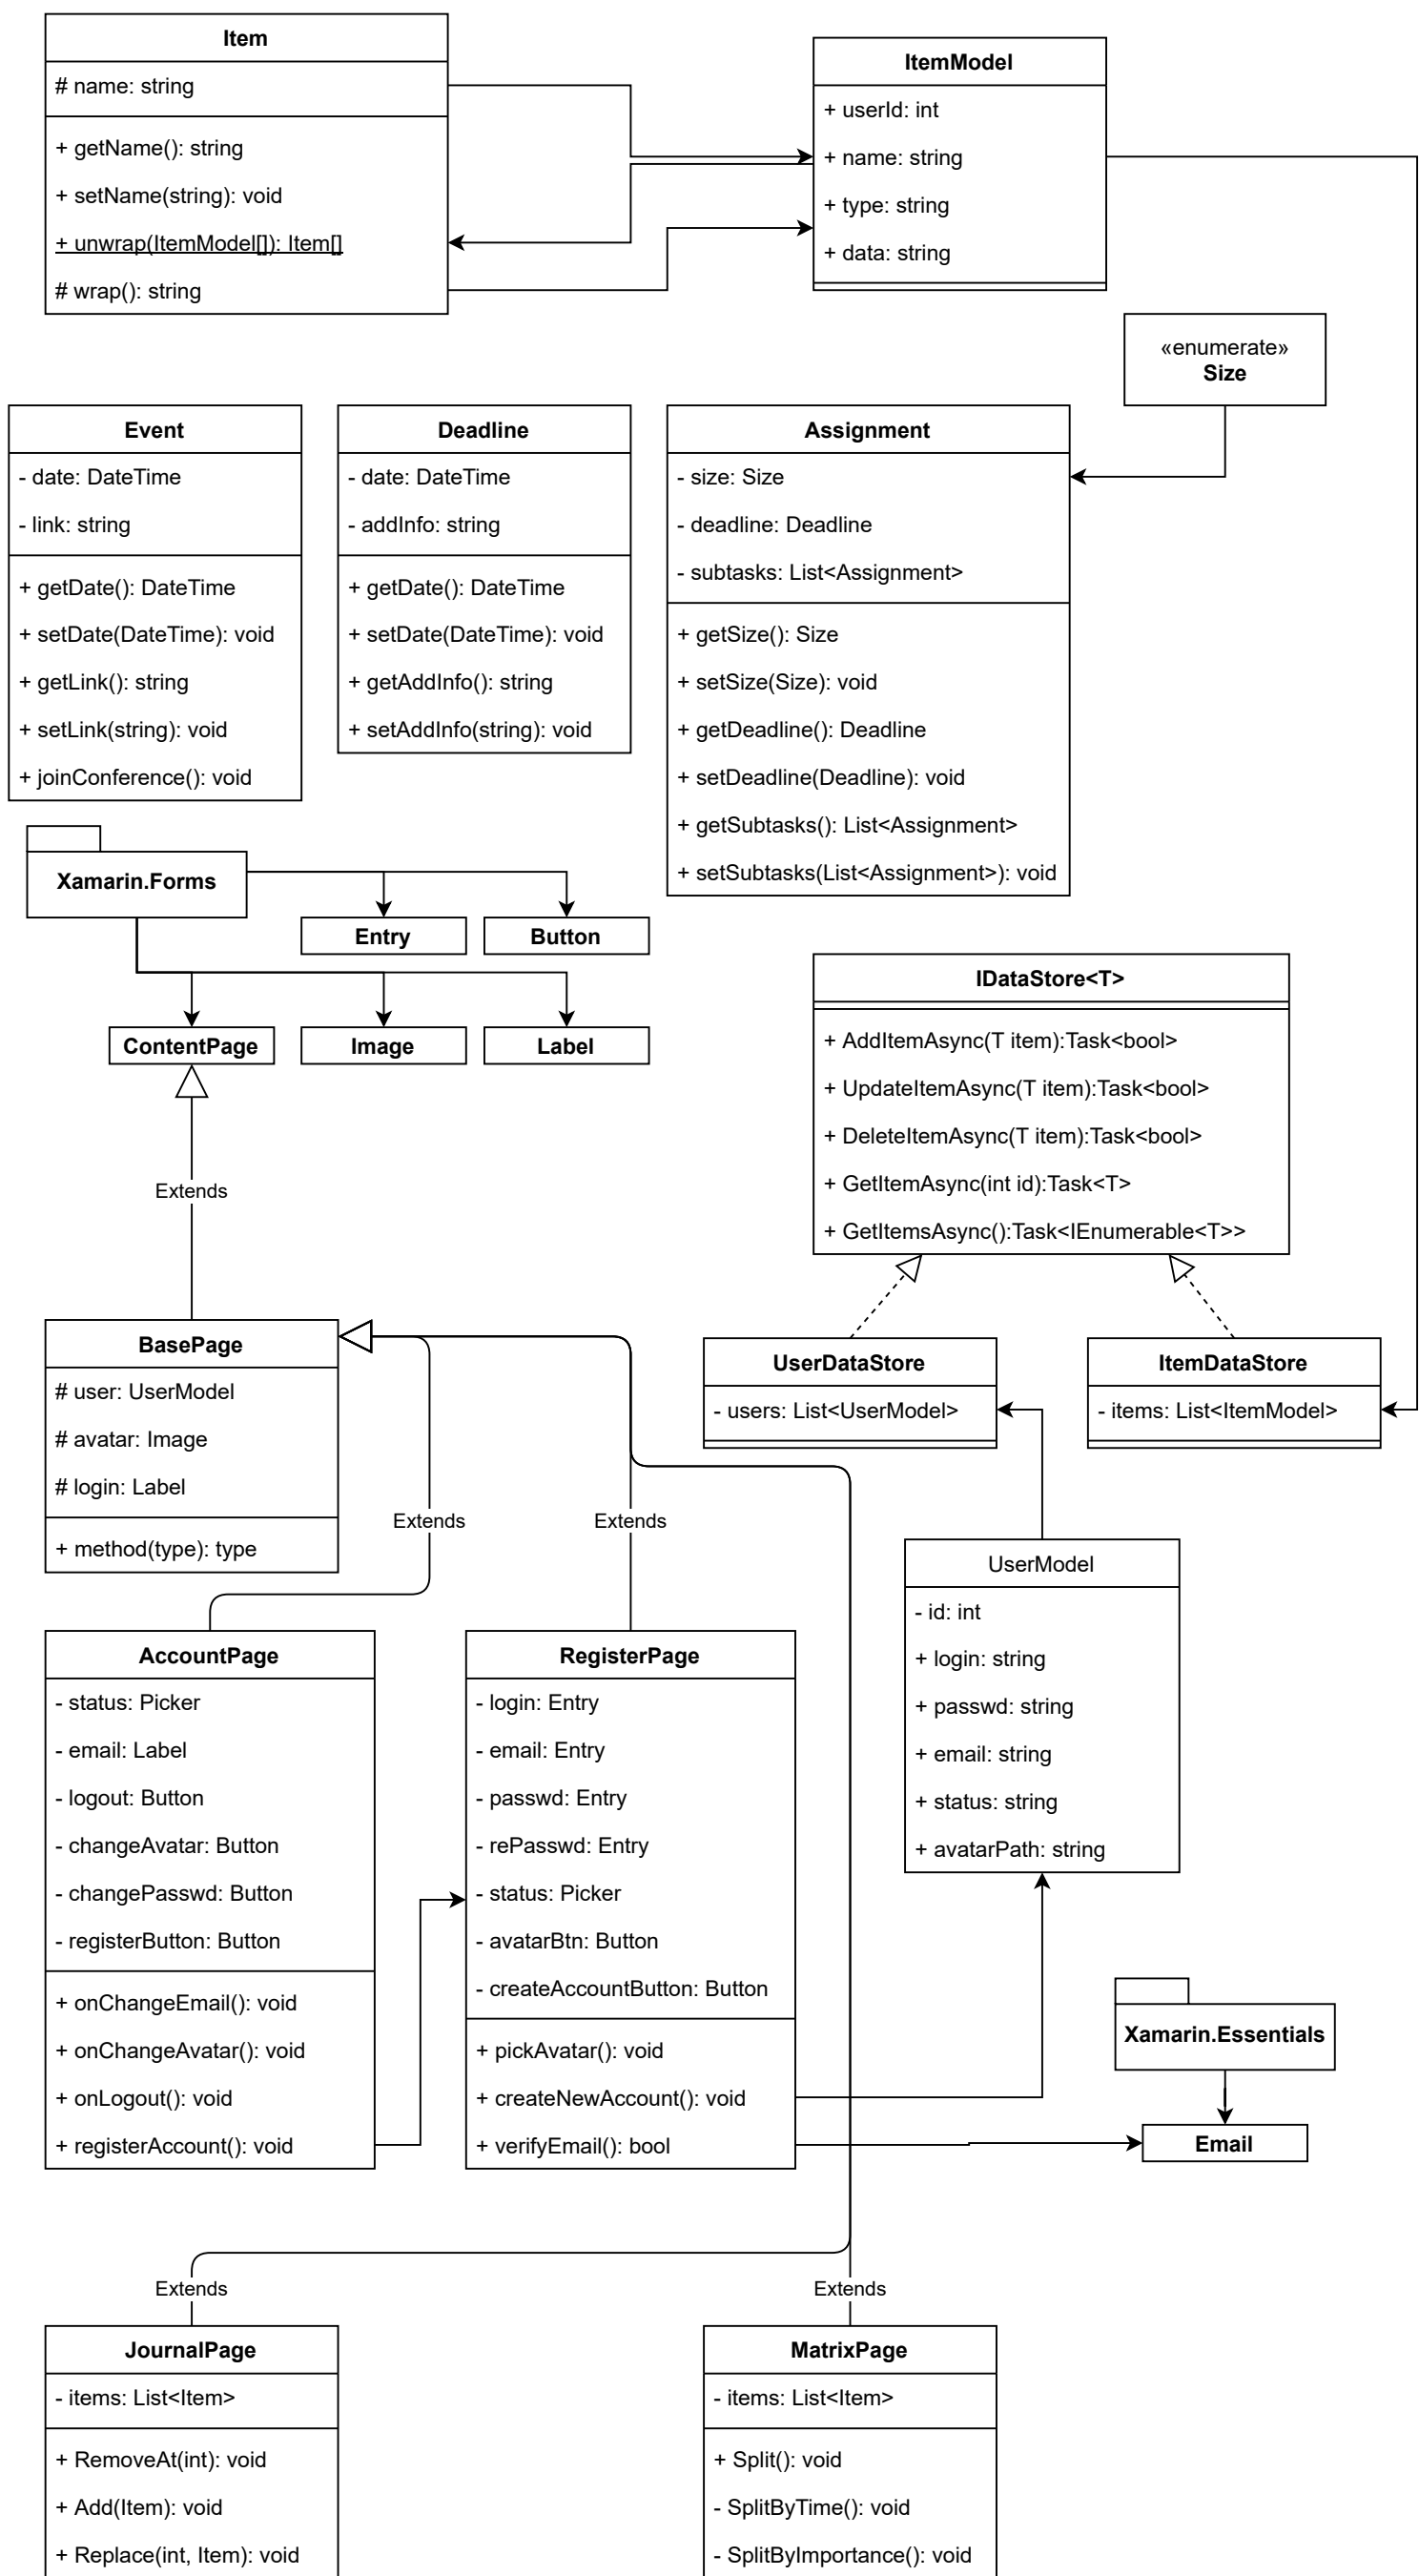 Item
# name: string
+ getName(): string
+ setName(string): void
+ unwrap(ItemModel[]): Item[]
# wrap(): string
ItemModel
+ userId: int
+ name: string
+ type: string
+ data: string
«enumerate»
Size
Event
- date: DateTime
- link: string
+ getDate(): DateTime
+ setDate(DateTime): void
+ getLink(): string
+ setLink(string): void
+ joinConference(): void
Deadline
- date: DateTime
- addInfo: string
+ getDate(): DateTime
+ setDate(DateTime): void
+ getAddInfo(): string
+ setAddInfo(string): void
Assignment
- size: Size
- deadline: Deadline
- subtasks: List<Assignment>
+ getSize(): Size
+ setSize(Size): void
+ getDeadline(): Deadline
+ setDeadline(Deadline): void
+ getSubtasks(): List<Assignment>
+ setSubtasks(List<Assignment>): void
Xamarin.Forms
Entry
Button
ContentPage
Image
Label
IDataStore<T>
+ AddItemAsync(T item):Task<bool>
+ UpdateItemAsync(T item):Task<bool>
+ DeleteItemAsync(T item):Task<bool>
+ GetItemAsync(int id):Task<T>
+ GetItemsAsync():Task<IEnumerable<T>>
Extends
BasePage
# user: UserModel
# avatar: Image
# login: Label
+ method(type): type
UserDataStore
- users: List<UserModel>
ItemDataStore
- items: List<ItemModel>
Extends
Extends
UserModel
- id: int
+ login: string
+ passwd: string
+ email: string
+ status: string
+ avatarPath: string
AccountPage
- status: Picker
- email: Label
- logout: Button
- changeAvatar: Button
- changePasswd: Button
- registerButton: Button
+ onChangeEmail(): void
+ onChangeAvatar(): void
+ onLogout(): void
+ registerAccount(): void
RegisterPage
- login: Entry
- email: Entry
- passwd: Entry
- rePasswd: Entry
- status: Picker
- avatarBtn: Button
- createAccountButton: Button
+ pickAvatar(): void
+ createNewAccount(): void
+ verifyEmail(): bool
Xamarin.Essentials
Email
Extends
Extends
JournalPage
- items: List<Item>
+ RemoveAt(int): void
+ Add(Item): void
+ Replace(int, Item): void
MatrixPage
- items: List<Item>
+ Split(): void
- SplitByTime(): void
- SplitByImportance(): void